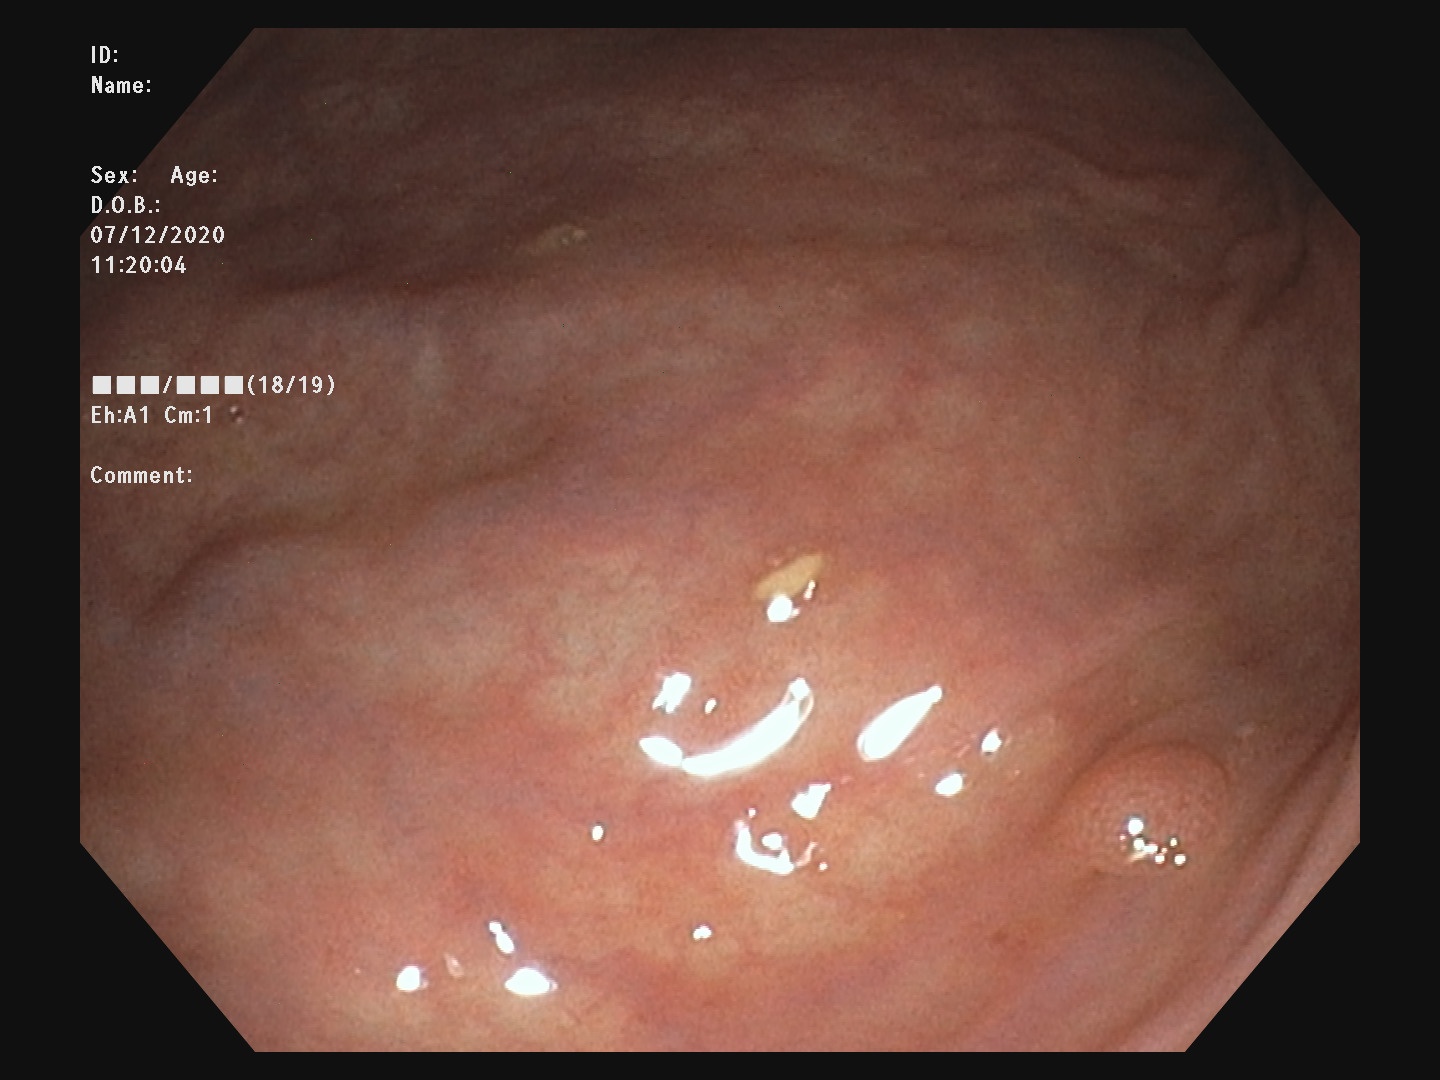 ID:
Name:
Sex: Age:
D.O.B.:
07/12/2020
11:20:04
■■■/■■■(18/19)
Eh:A1 Cm:1
Comment: